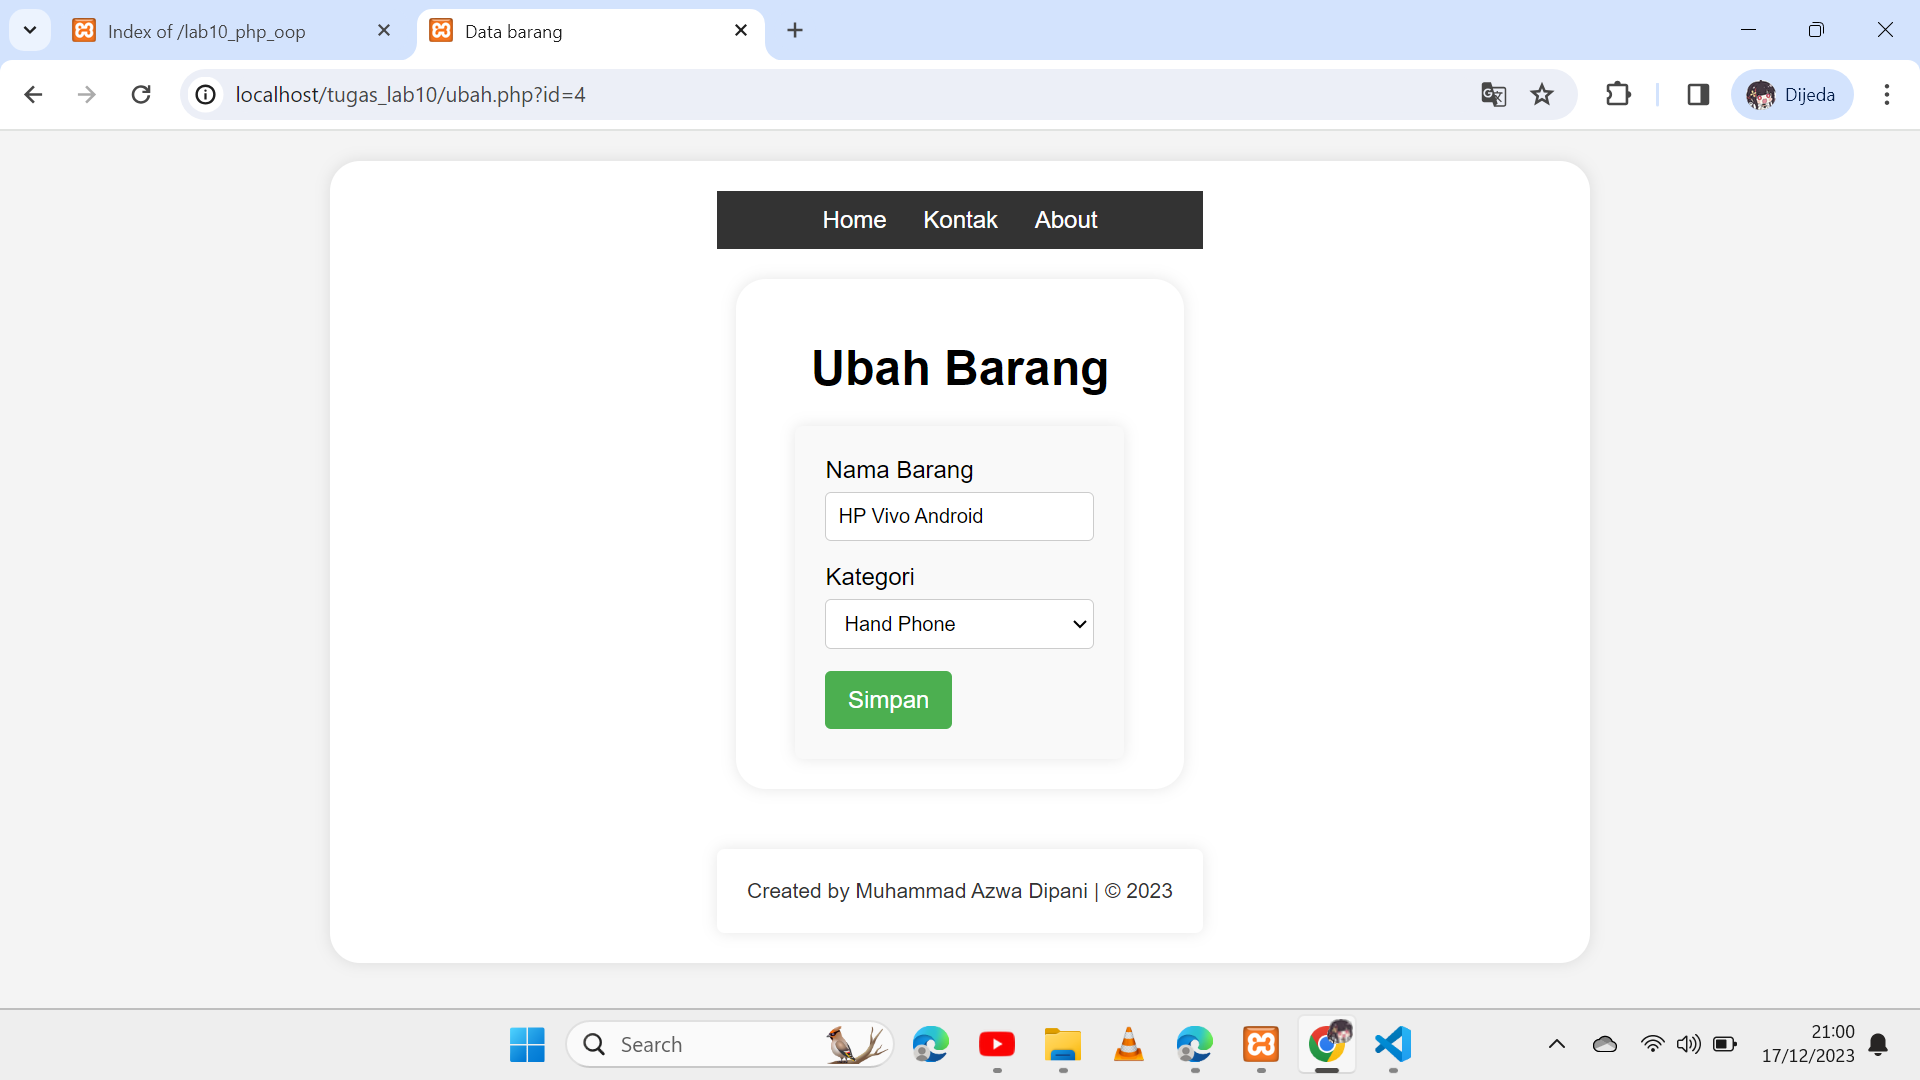 Index of /lab10_php_oop
Data barang
localhost/tugas_lab10/ubah.php?id=4
Dijeda
Home Kontak About
Ubah Barang
Nama Barang
HP Vivo Android
Kategori
Hand Phone
Simpan
Created by Muhammad Azwa Dipani | © 2023
Search
21:00
17/12/2023